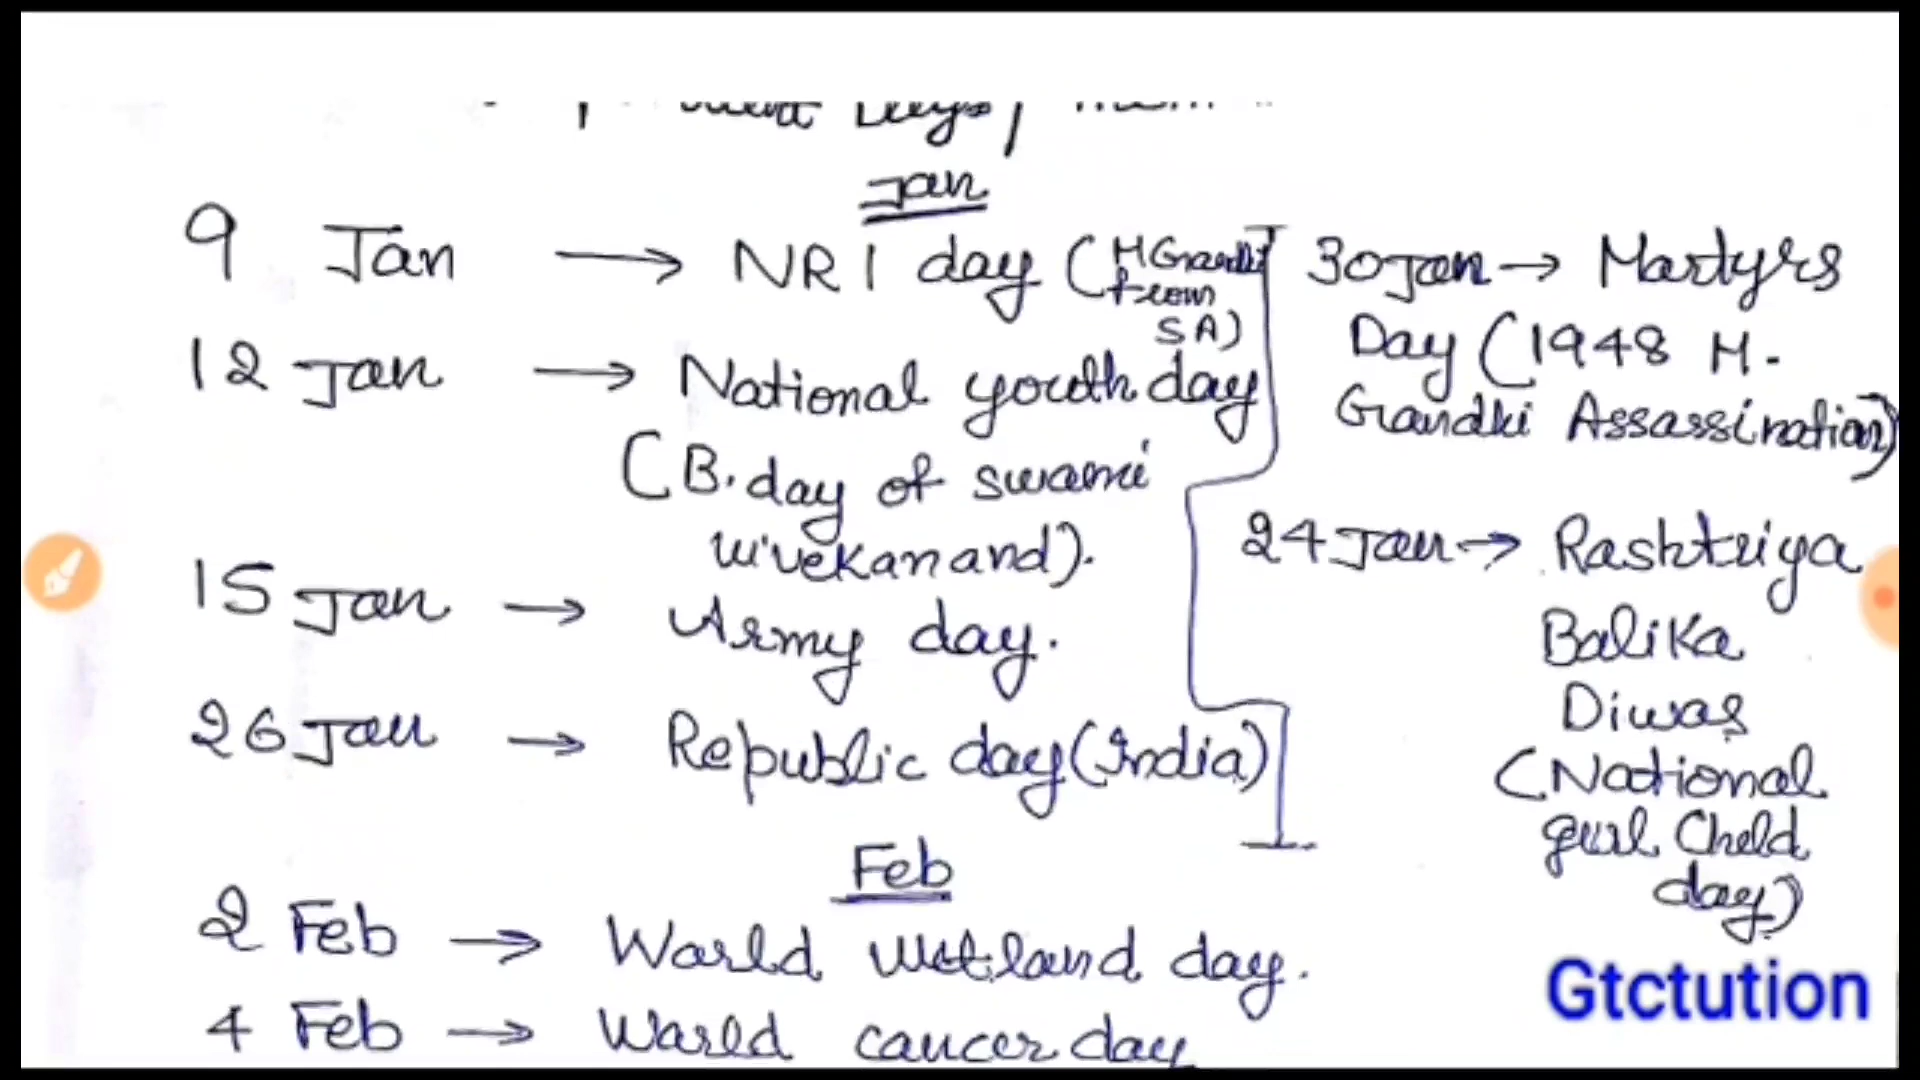 Days/
Jan
9 Jan → NRI day (M Gandhi
from
SA)
12 Jan → National youth day
(B. day of swami
vivekanand).
15 Jan → Army day.
26 Jan → Republic day (India)
30 Jan → Martyrs
Day (1948 M.
Gandhi Assassination)
24 Jan → Rashtriya
Balika
Diwas
(National
girl Child
day)
Feb
2 Feb → World wetland day.
4 Feb → World cancer day
Gtctution